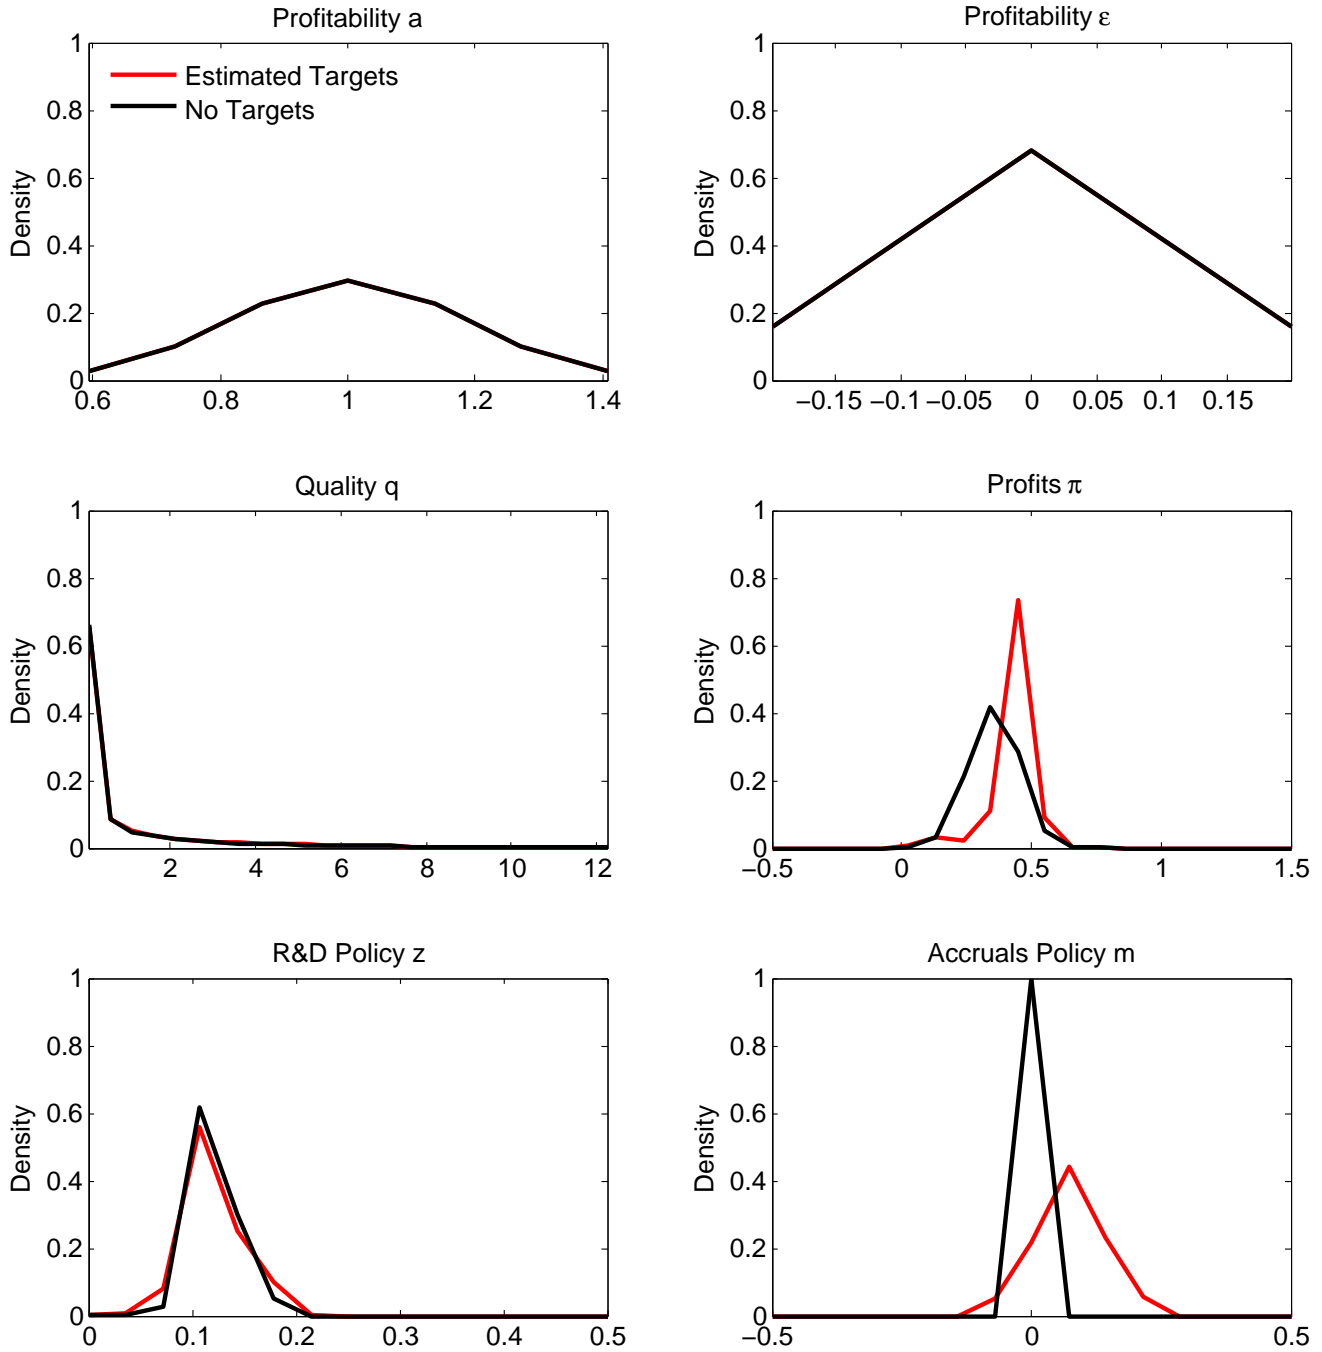 Profitability a
Density
1
0.8
0.6
0.4
0.2
0
0.6 0.8 1 1.2 1.4
Estimated Targets
No Targets
Profitability ε
Density
1
0.8
0.6
0.4
0.2
0
−0.15 −0.1 −0.05 0 0.05 0.1 0.15
Quality q
Density
1
0.8
0.6
0.4
0.2
0
2 4 6 8 10 12
Profits π
Density
1
0.8
0.6
0.4
0.2
0
−0.5 0 0.5 1 1.5
R&D Policy z
Density
1
0.8
0.6
0.4
0.2
0
0 0.1 0.2 0.3 0.4 0.5
Accruals Policy m
Density
1
0.8
0.6
0.4
0.2
0
−0.5 0 0.5